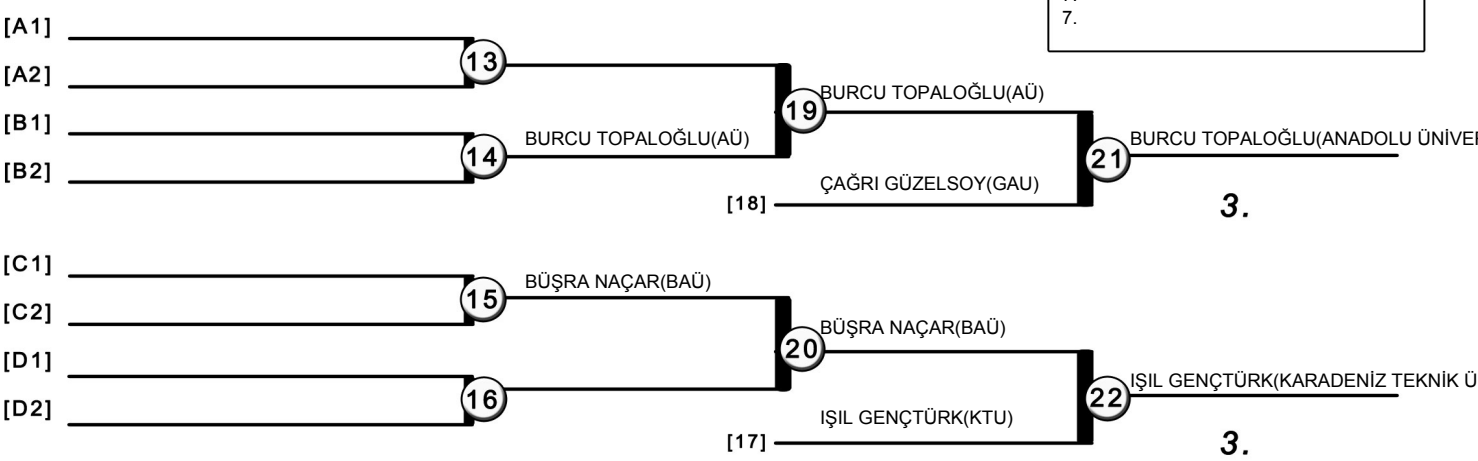 7.
[A1]
13
[A2]
19
BURCU TOPALOĞLU(AÜ)
[B1]
BURCU TOPALOĞLU(AÜ)
14
21
BURCU TOPALOĞLU(ANADOLU ÜNİVE
[B2]
ÇAĞRI GÜZELSOY(GAU)
[18]
3.
[C1]
BÜŞRA NAÇAR(BAÜ)
15
[C2]
BÜŞRA NAÇAR(BAÜ)
20
[D1]
16
22
IŞIL GENÇTÜRK(KARADENİZ TEKNİK Ü
[D2]
IŞIL GENÇTÜRK(KTU)
[17]
3.